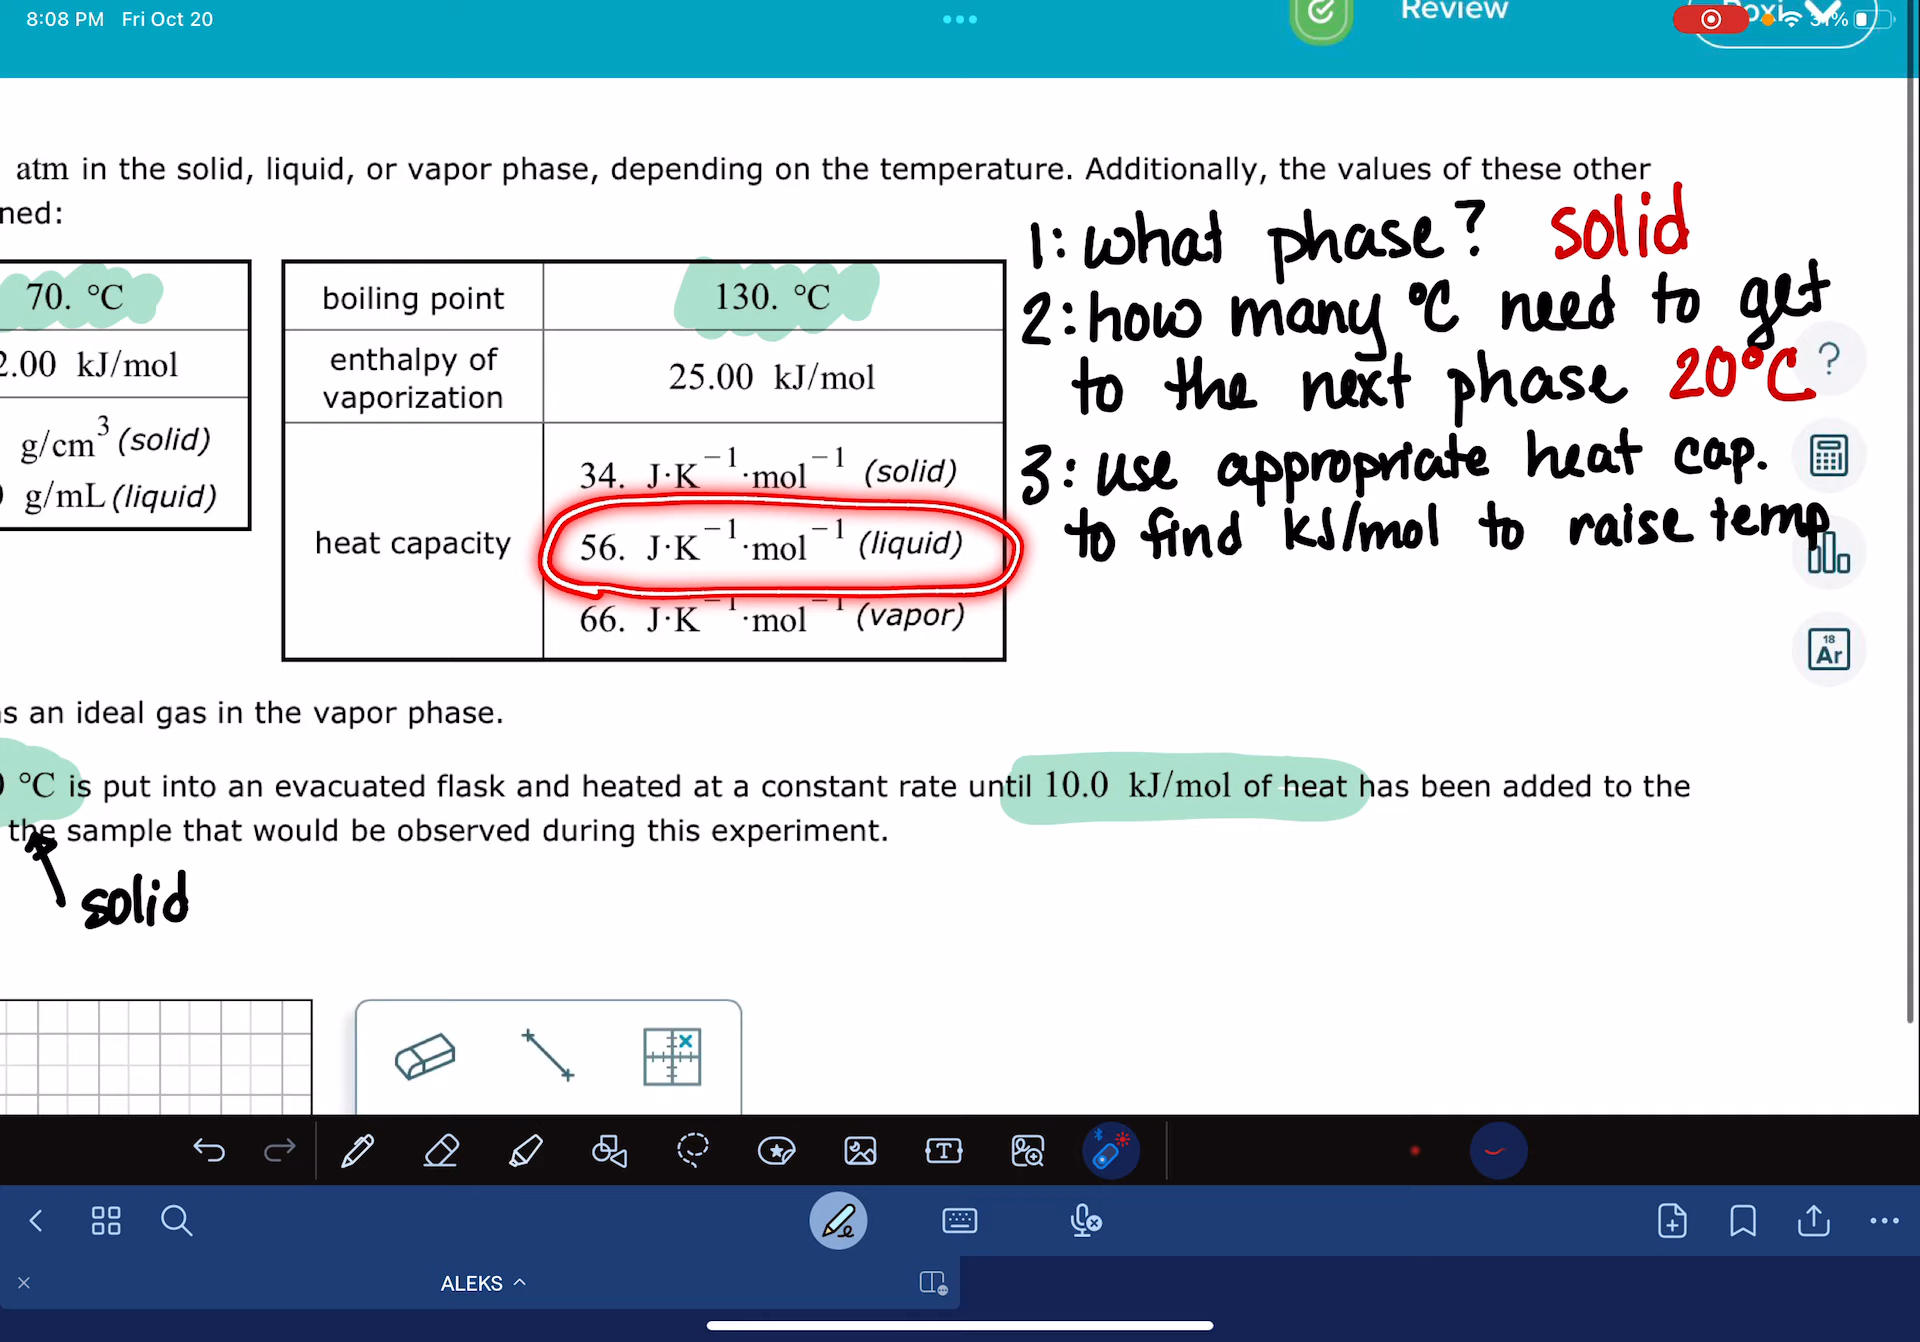 8:08 PM Fri Oct 20
Review
31%
atm in the solid, liquid, or vapor phase, depending on the temperature. Additionally, the values of these other
ned:
70. °C
2.00 kJ/mol
g/cm³ (solid)
g/mL (liquid)
boiling point 130. °C
enthalpy of
vaporization 25.00 kJ/mol
heat capacity
34. J·K⁻¹·mol⁻¹ (solid)
56. J·K⁻¹·mol⁻¹ (liquid)
66. J·K⁻¹·mol⁻¹ (vapor)
1: what phase? solid
2: how many °C need to get
to the next phase 20°C
3: use appropriate heat cap.
to find kJ/mol to raise temp
?
18
Ar
s an ideal gas in the vapor phase.
°C is put into an evacuated flask and heated at a constant rate until 10.0 kJ/mol of heat has been added to the
the sample that would be observed during this experiment.
solid
T
ALEKS